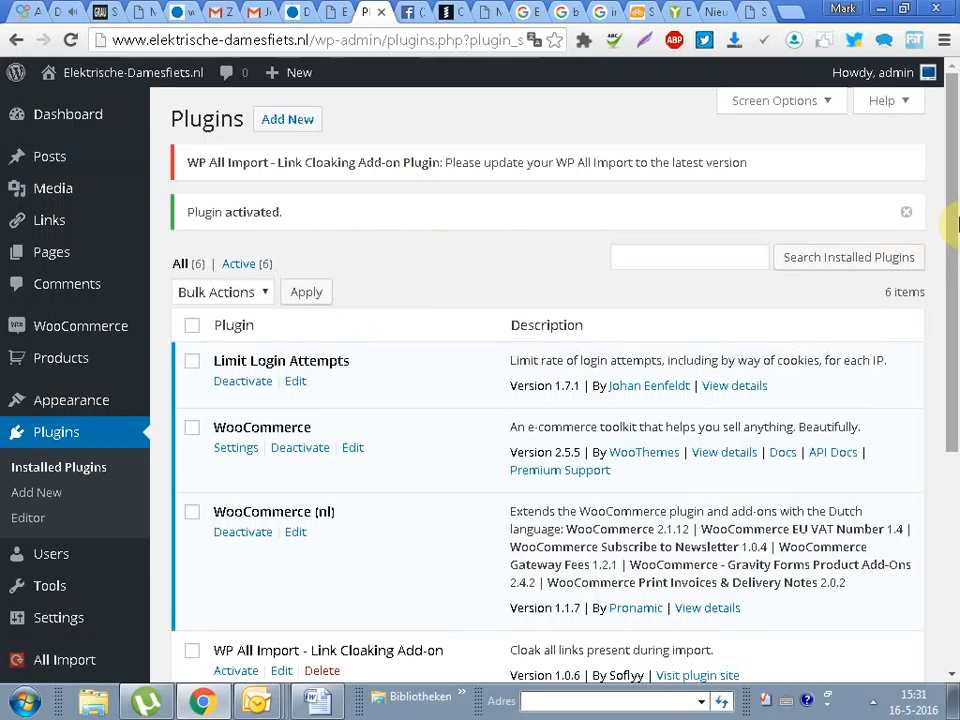 Mark
www.elektrische-damesfiets.nl/wp-admin/plugins.php?plugin_s
Elektrische-Damesfiets.nl 0 New Howdy, admin
Dashboard
Posts
Media
Links
Pages
Comments
WooCommerce
Products
Appearance
Plugins
Installed Plugins
Add New
Editor
Users
Tools
Settings
All Import
Plugins Add New
Screen Options Help
WP All Import - Link Cloaking Add-on Plugin: Please update your WP All Import to the latest version
Plugin activated.
All (6) | Active (6)
Search Installed Plugins
Bulk Actions Apply
6 items
Plugin Description
Limit Login Attempts
Deactivate Edit
Limit rate of login attempts, including by way of cookies, for each IP.
Version 1.7.1 | By Johan Eenfeldt | View details
WooCommerce
Settings Deactivate Edit
An e-commerce toolkit that helps you sell anything. Beautifully.
Version 2.5.5 | By WooThemes | View details | Docs | API Docs |
Premium Support
WooCommerce (nl)
Deactivate Edit
Extends the WooCommerce plugin and add-ons with the Dutch
language: WooCommerce 2.1.12 | WooCommerce EU VAT Number 1.4 |
WooCommerce Subscribe to Newsletter 1.0.4 | WooCommerce
Gateway Fees 1.2.1 | WooCommerce - Gravity Forms Product Add-Ons
2.4.2 | WooCommerce Print Invoices & Delivery Notes 2.0.2
Version 1.1.7 | By Pronamic | View details
WP All Import - Link Cloaking Add-on
Activate | Edit | Delete
Cloak all links present during import.
Version 1.0.6 | By Soflyy | Visit plugin site
Bibliotheken
Adres
15:31
16-5-2016